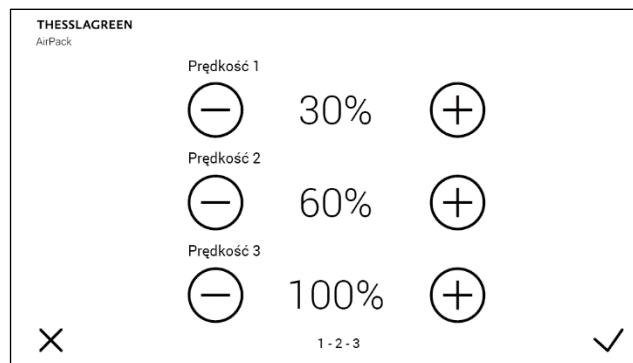 THESSLAGREEN
AirPack
Prędkość 1
30%
Prędkość 2
60%
Prędkość 3
100%
1 - 2 - 3